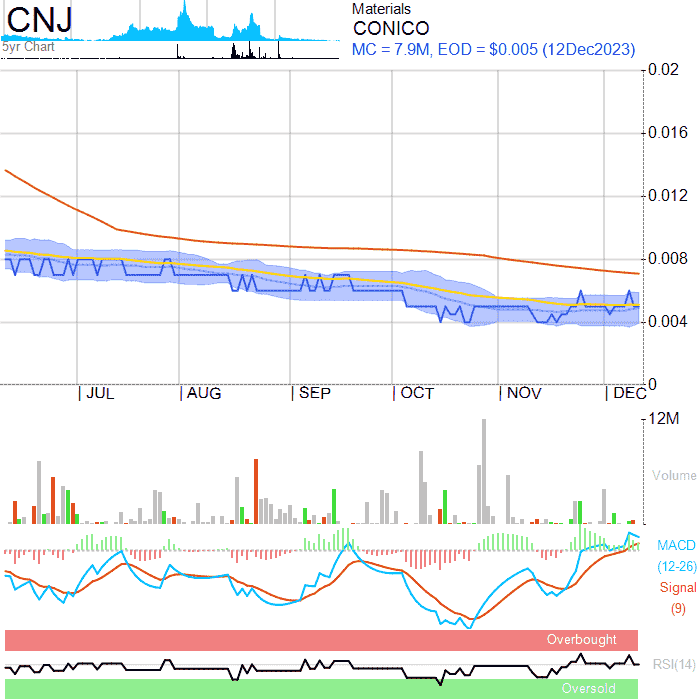 CNJ
5yr Chart
Materials
CONICO
MC = 7.9M, EOD = $0.005 (12Dec2023)
0.02
0.016
0.012
0.008
0.004
0
JUL AUG SEP OCT NOV DEC
12M
Volume
MACD
(12-26)
Signal
(9)
Overbought
RSI(14)
Oversold